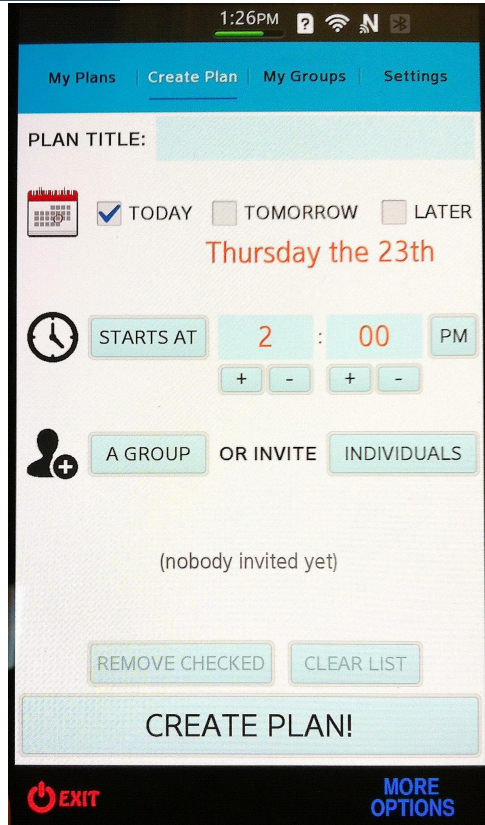 1:26PM
My Plans Create Plan My Groups Settings
PLAN TITLE:
TODAY TOMORROW LATER
Thursday the 23th
STARTS AT 2 : 00 PM
+ - + -
A GROUP OR INVITE INDIVIDUALS
(nobody invited yet)
REMOVE CHECKED CLEAR LIST
CREATE PLAN!
EXIT MORE OPTIONS